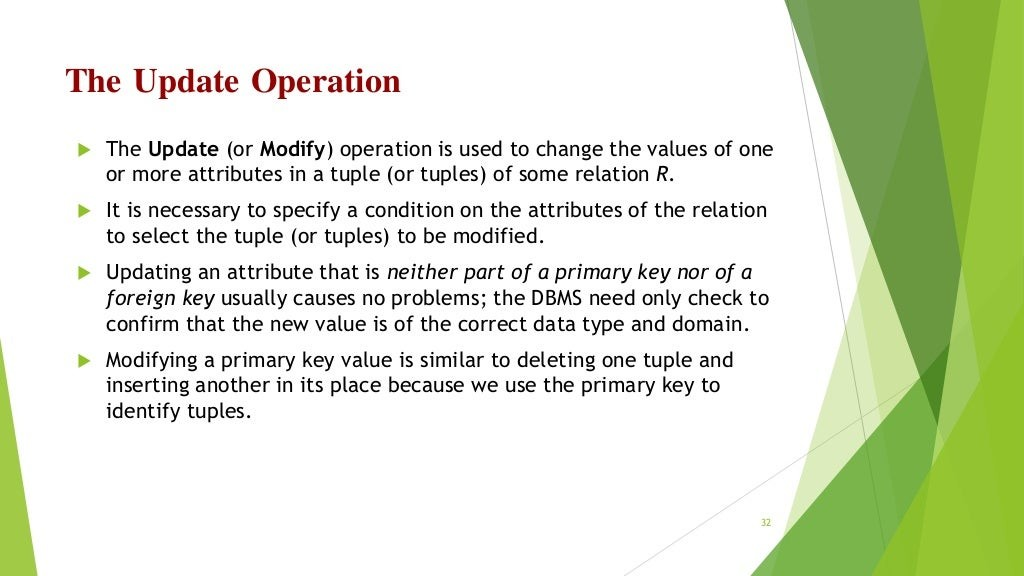 The Update Operation
The Update (or Modify) operation is used to change the values of one
or more attributes in a tuple (or tuples) of some relation R.
It is necessary to specify a condition on the attributes of the relation
to select the tuple (or tuples) to be modified.
Updating an attribute that is neither part of a primary key nor of a
foreign key usually causes no problems; the DBMS need only check to
confirm that the new value is of the correct data type and domain.
Modifying a primary key value is similar to deleting one tuple and
inserting another in its place because we use the primary key to
identify tuples.
32